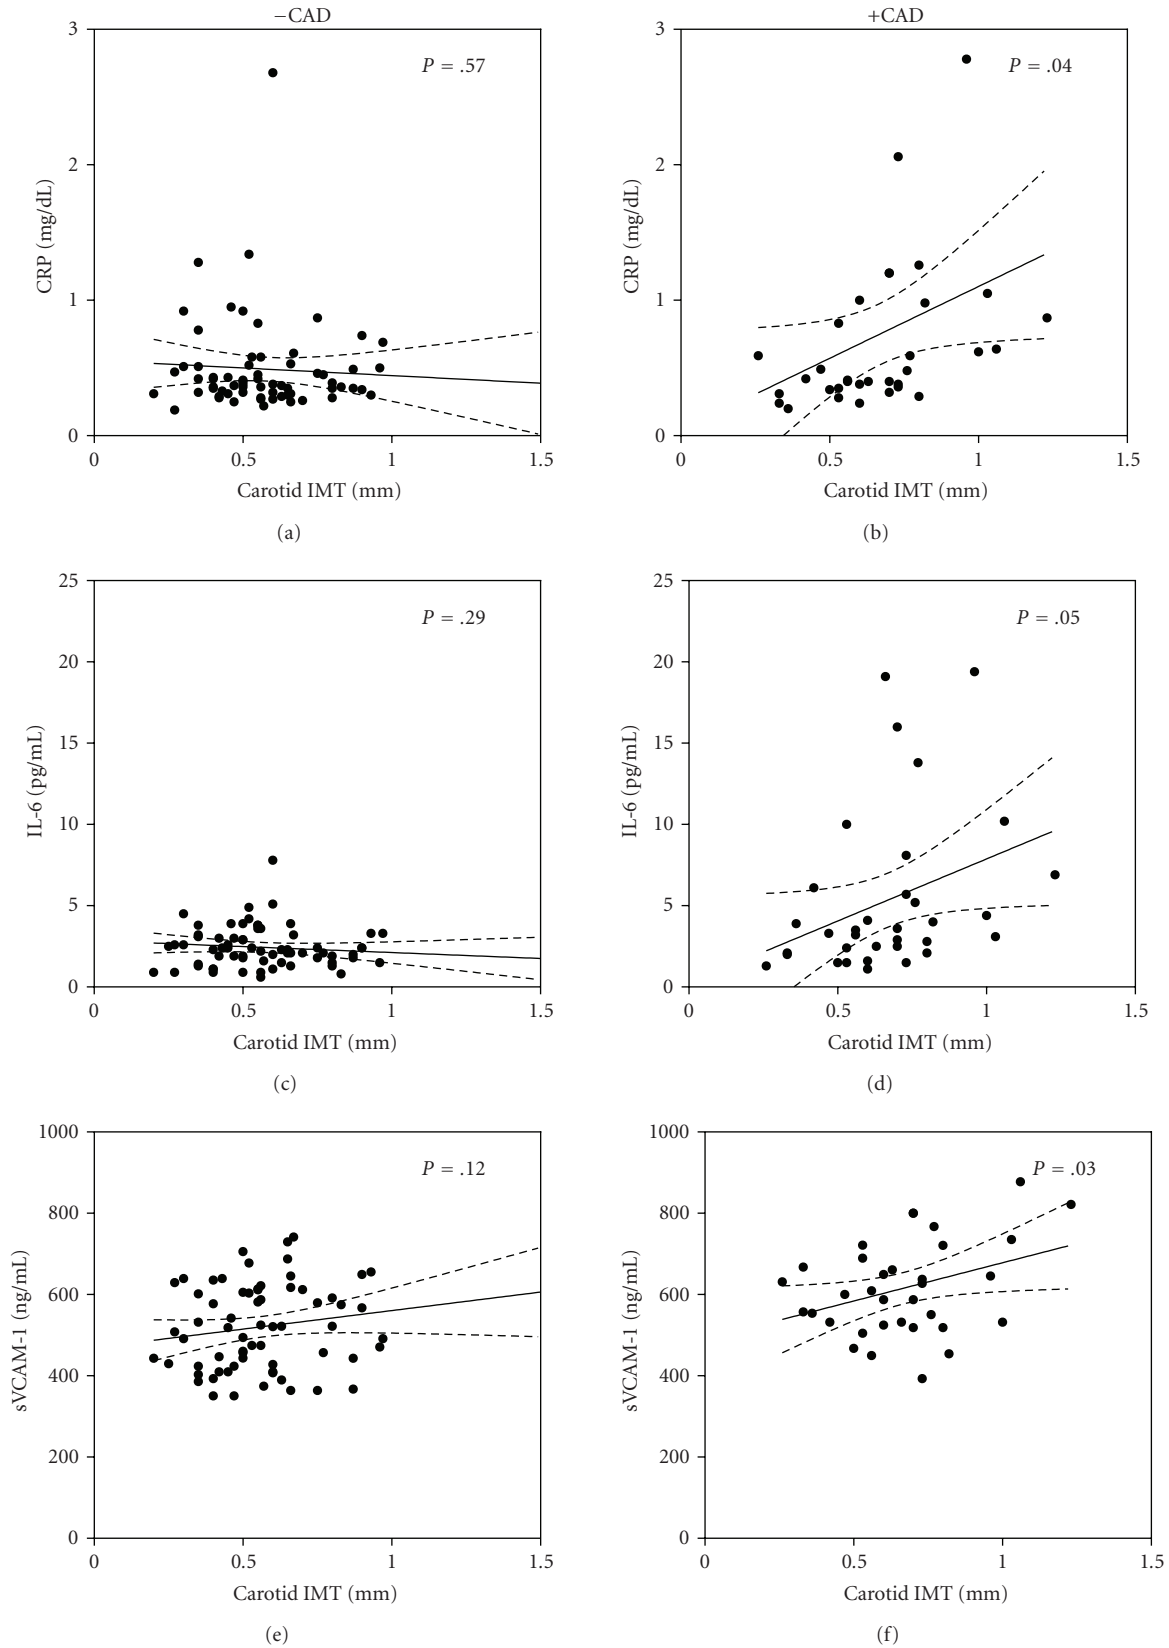 −CAD
+CAD
3
2
1
0
CRP (mg/dL)
P = .57
0 0.5 1 1.5
Carotid IMT (mm)
(a)
3
2
1
0
CRP (mg/dL)
P = .04
0 0.5 1 1.5
Carotid IMT (mm)
(b)
25
20
15
10
5
0
IL-6 (pg/mL)
P = .29
0 0.5 1 1.5
Carotid IMT (mm)
(c)
25
20
15
10
5
0
IL-6 (pg/mL)
P = .05
0 0.5 1 1.5
Carotid IMT (mm)
(d)
1000
800
600
400
200
0
sVCAM-1 (ng/mL)
P = .12
0 0.5 1 1.5
Carotid IMT (mm)
(e)
1000
800
600
400
200
0
sVCAM-1 (ng/mL)
P = .03
0 0.5 1 1.5
Carotid IMT (mm)
(f)